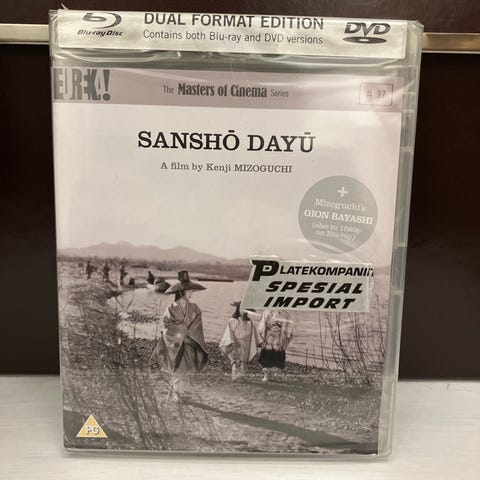 Blu-ray Disc
DUAL FORMAT EDITION
Contains both Blu-ray and DVD versions
DVD
EUREKA!
The Masters of Cinema Series
# 37
SANSHŌ DAYŪ
A film by Kenji MIZOGUCHI
+
Mizoguchi's
GION BAYASHI
(also in 1080p
on Blu-ray)
PLATEKOMPANIE
SPESIAL
IMPORT
PG